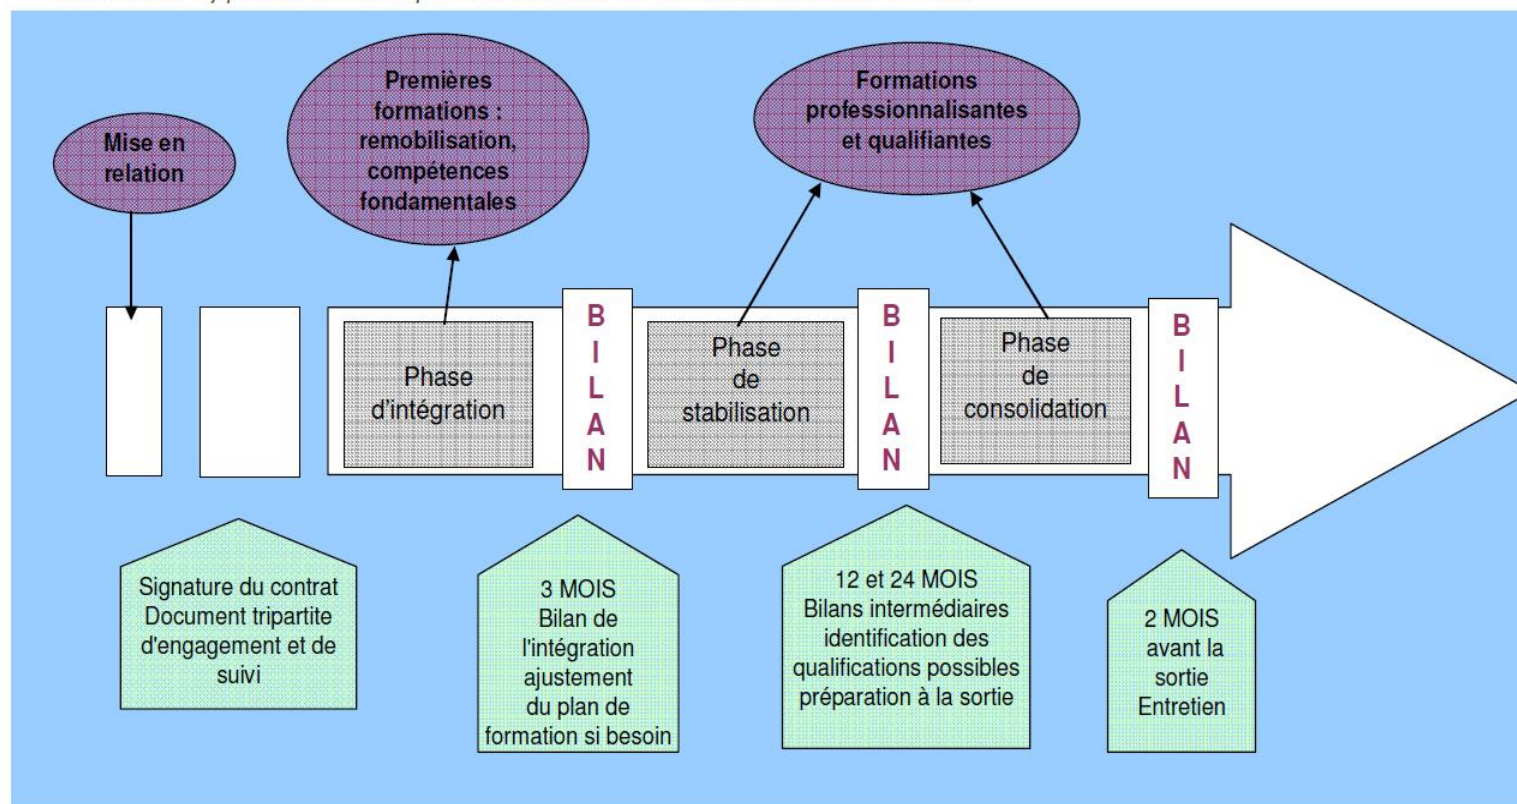 Mise en
relation
Premières
formations :
remobilisation,
compétences
fondamentales
Formations
professionnalisantes
et qualifiantes
Phase
d'intégration
B
I
L
A
N
Phase
de
stabilisation
B
I
L
A
N
Phase
de
consolidation
B
I
L
A
N
Signature du contrat
Document tripartite
d'engagement et de
suivi
3 MOIS
Bilan de
l'intégration
ajustement
du plan de
formation si besoin
12 et 24 MOIS
Bilans intermédiaires
identification des
qualifications possibles
préparation à la sortie
2 MOIS
avant la
sortie
Entretien